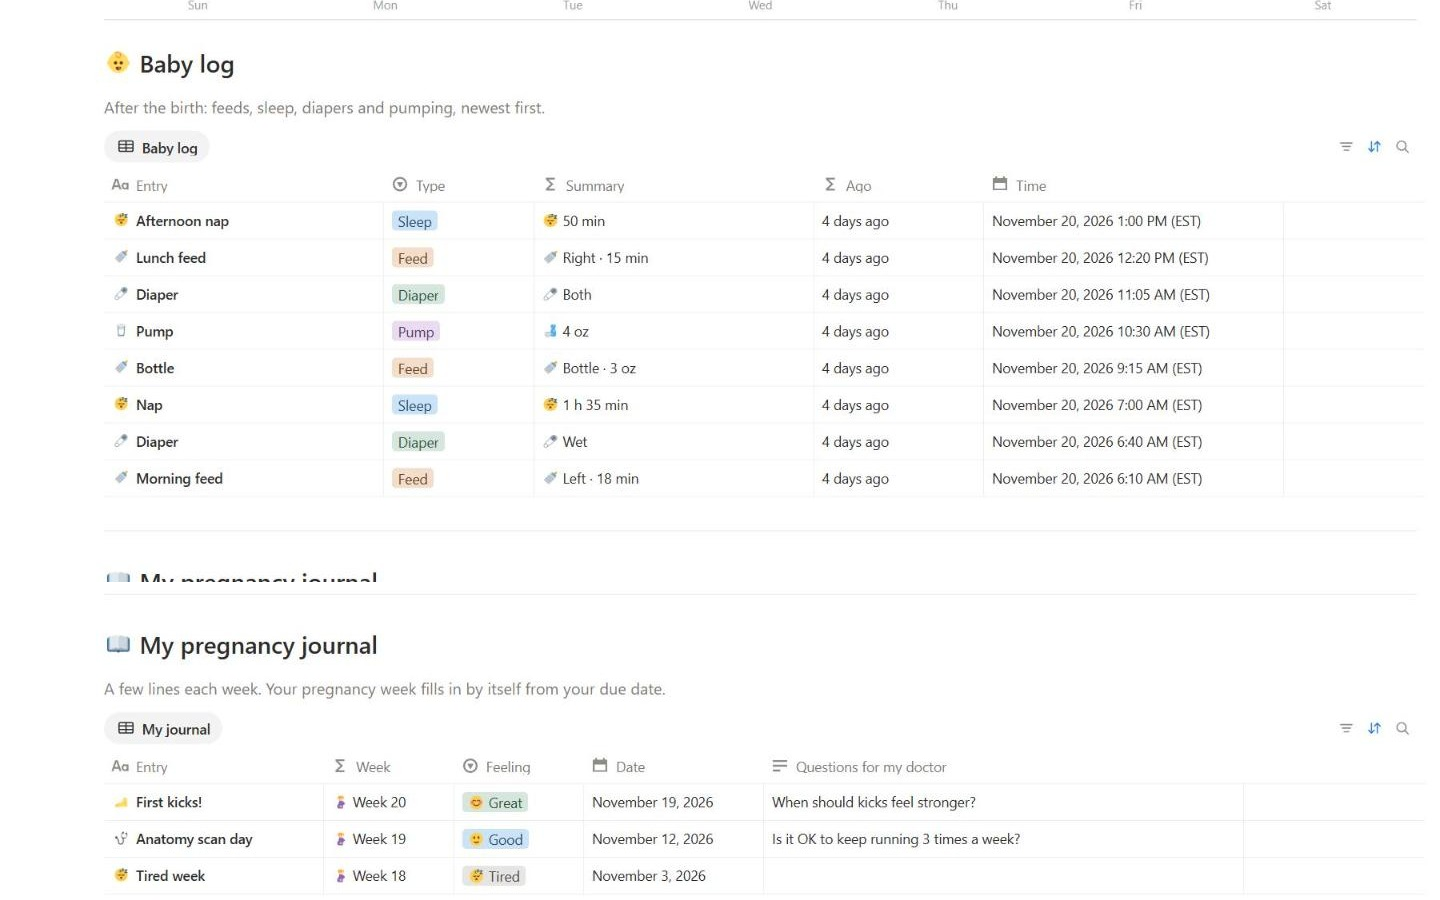 Sun Mon Tue Wed Thu Fri Sat
Baby log
After the birth: feeds, sleep, diapers and pumping, newest first.
Baby log
Aa Entry Type Σ Summary Σ Ago Time
Afternoon nap Sleep 50 min 4 days ago November 20, 2026 1:00 PM (EST)
Lunch feed Feed Right · 15 min 4 days ago November 20, 2026 12:20 PM (EST)
Diaper Diaper Both 4 days ago November 20, 2026 11:05 AM (EST)
Pump Pump 4 oz 4 days ago November 20, 2026 10:30 AM (EST)
Bottle Feed Bottle · 3 oz 4 days ago November 20, 2026 9:15 AM (EST)
Nap Sleep 1 h 35 min 4 days ago November 20, 2026 7:00 AM (EST)
Diaper Diaper Wet 4 days ago November 20, 2026 6:40 AM (EST)
Morning feed Feed Left · 18 min 4 days ago November 20, 2026 6:10 AM (EST)
My pregnancy journal
My pregnancy journal
A few lines each week. Your pregnancy week fills in by itself from your due date.
My journal
Aa Entry Σ Week Feeling Date Questions for my doctor
First kicks! Week 20 Great November 19, 2026 When should kicks feel stronger?
Anatomy scan day Week 19 Good November 12, 2026 Is it OK to keep running 3 times a week?
Tired week Week 18 Tired November 3, 2026